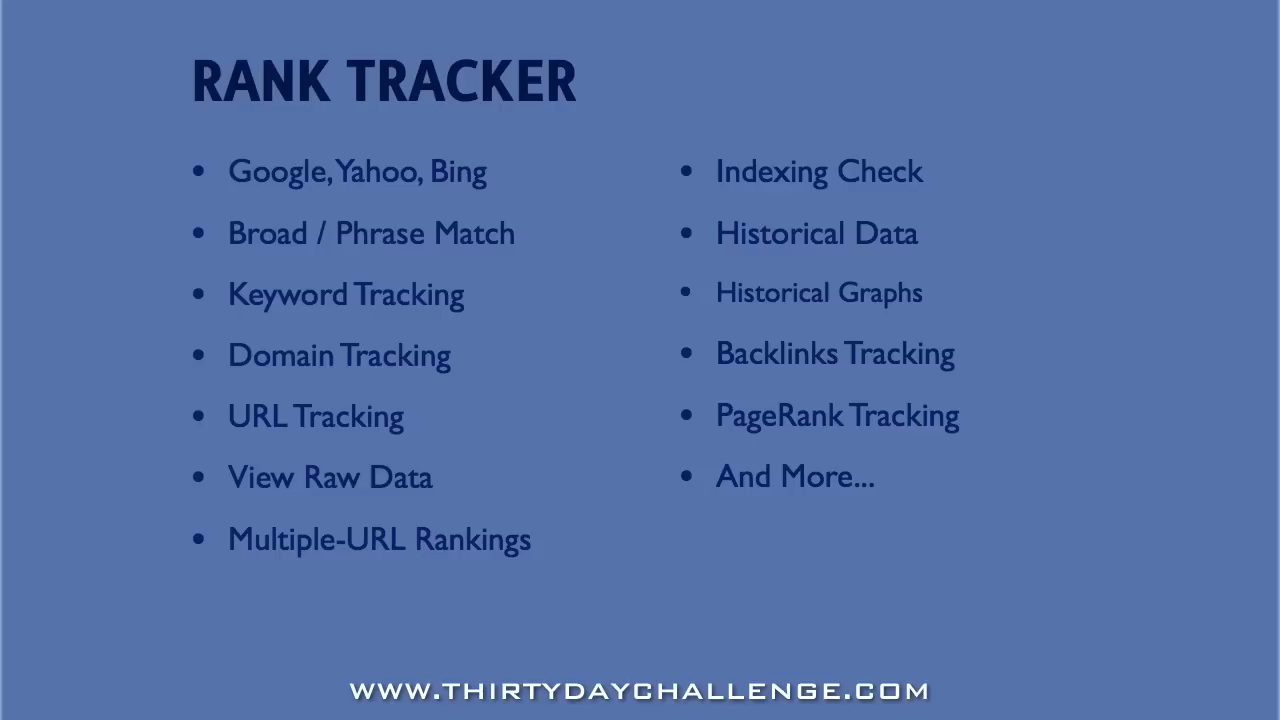 RANK TRACKER
• Google, Yahoo, Bing
• Broad / Phrase Match
• Keyword Tracking
• Domain Tracking
• URL Tracking
• View Raw Data
• Multiple-URL Rankings
• Indexing Check
• Historical Data
• Historical Graphs
• Backlinks Tracking
• PageRank Tracking
• And More...
WWW.THIRTYDAYCHALLENGE.COM